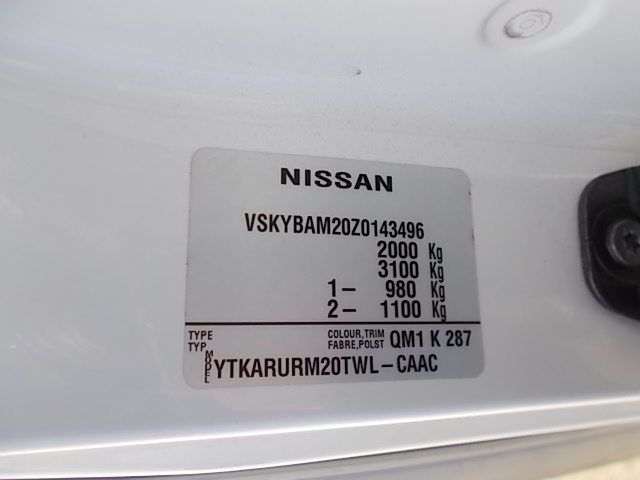 NISSAN
VSKYBAM20Z0143496
2000 Kg
3100 Kg
1- 980 Kg
2- 1100 Kg
TYPE COLOUR,TRIM QM1 K 287
TYP FABRE,POLST
MODEL YTKARURM20TWL-CAAC